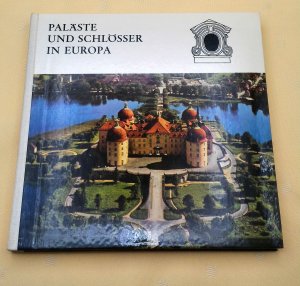 PALÄSTE
UND SCHLÖSSER
IN EUROPA